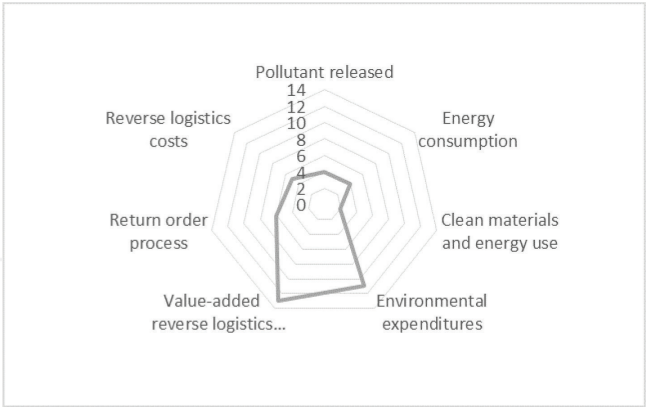 Pollutant released
14
12
10
8
6
4
2
0
Reverse logistics
costs
Energy
consumption
Return order
process
Clean materials
and energy use
Value-added
reverse logistics...
Environmental
expenditures